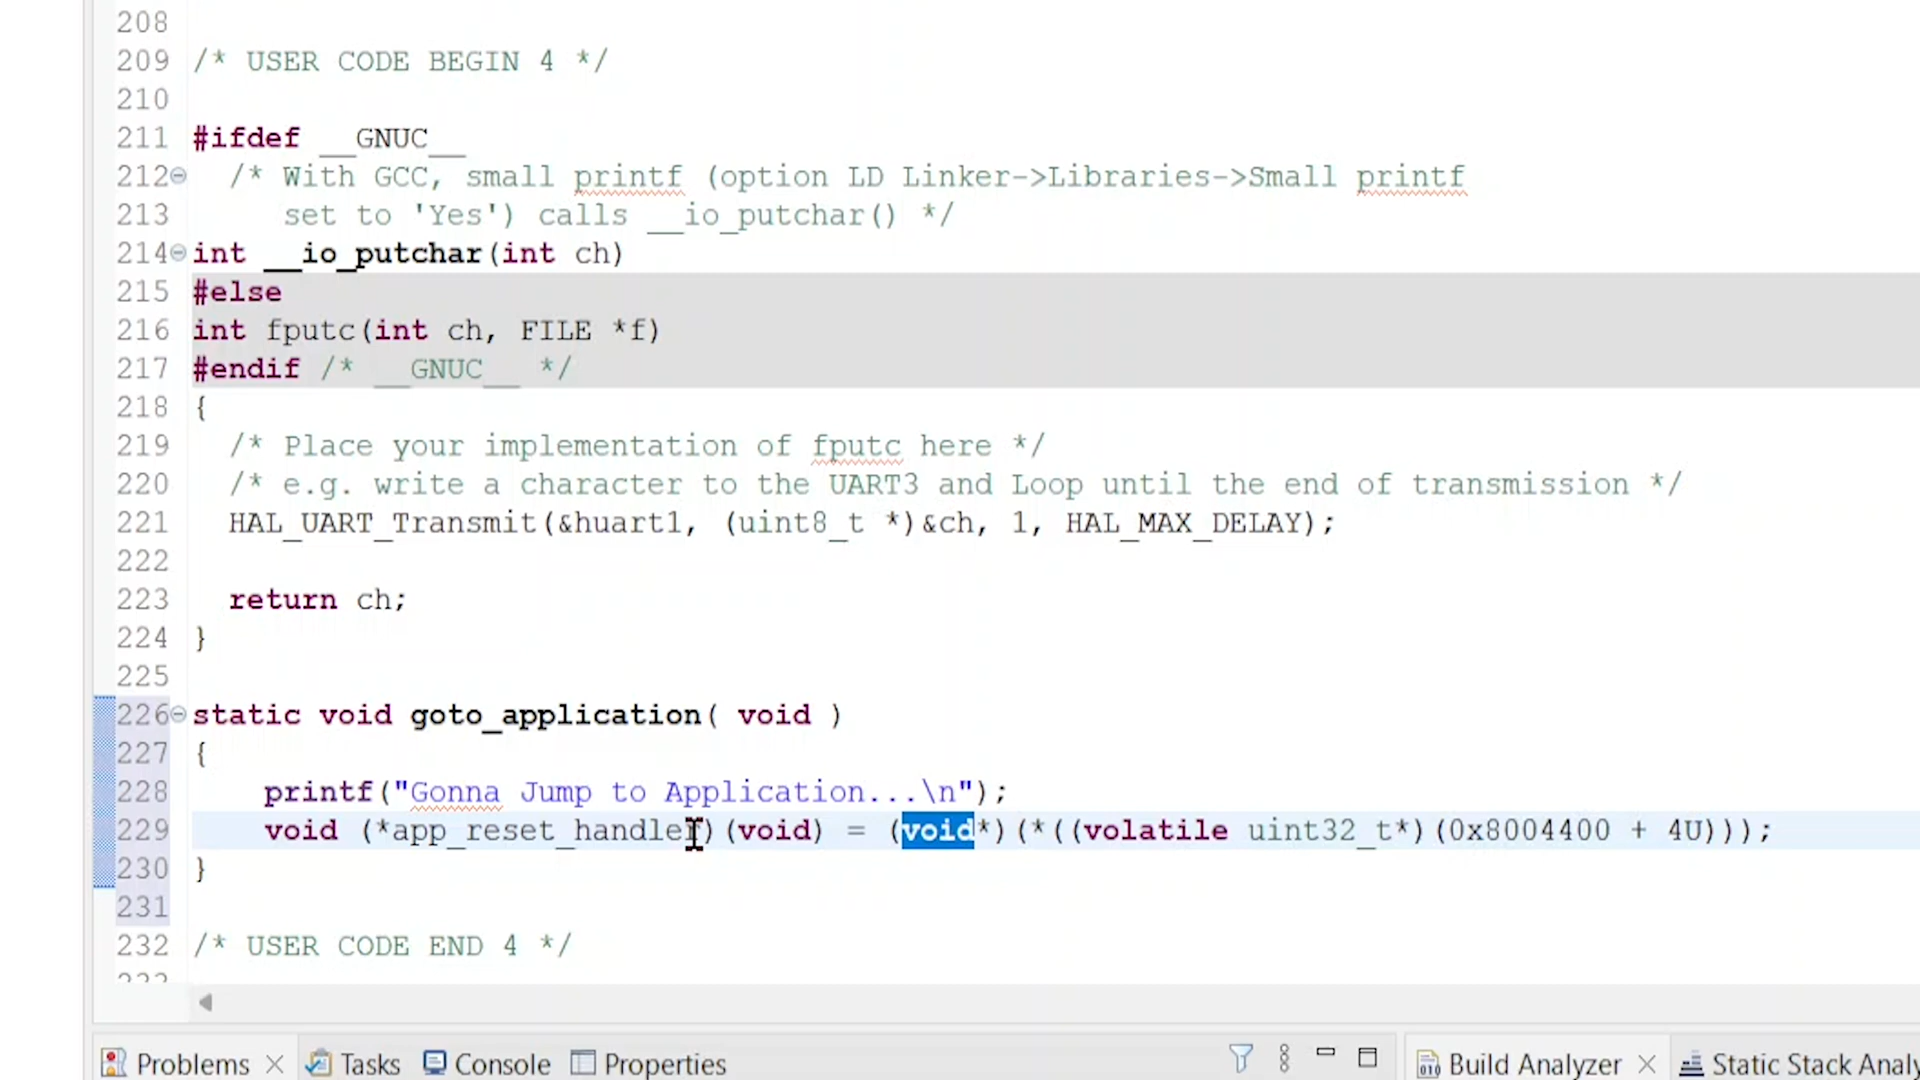 208
209 /* USER CODE BEGIN 4 */
210
211 #ifdef __GNUC__
212 /* With GCC, small printf (option LD Linker->Libraries->Small printf
213 set to 'Yes') calls __io_putchar() */
214 int __io_putchar(int ch)
215 #else
216 int fputc(int ch, FILE *f)
217 #endif /* __GNUC__ */
218 {
219 /* Place your implementation of fputc here */
220 /* e.g. write a character to the UART3 and Loop until the end of transmission */
221 HAL_UART_Transmit(&huart1, (uint8_t *)&ch, 1, HAL_MAX_DELAY);
222
223 return ch;
224 }
225
226 static void goto_application( void )
227 {
228 printf("Gonna Jump to Application...\n");
229 void (*app_reset_handler)(void) = (void*)(*((volatile uint32_t*)(0x8004400 + 4U)));
230 }
231
232 /* USER CODE END 4 */
Problems Tasks Console Properties Build Analyzer Static Stack Analy